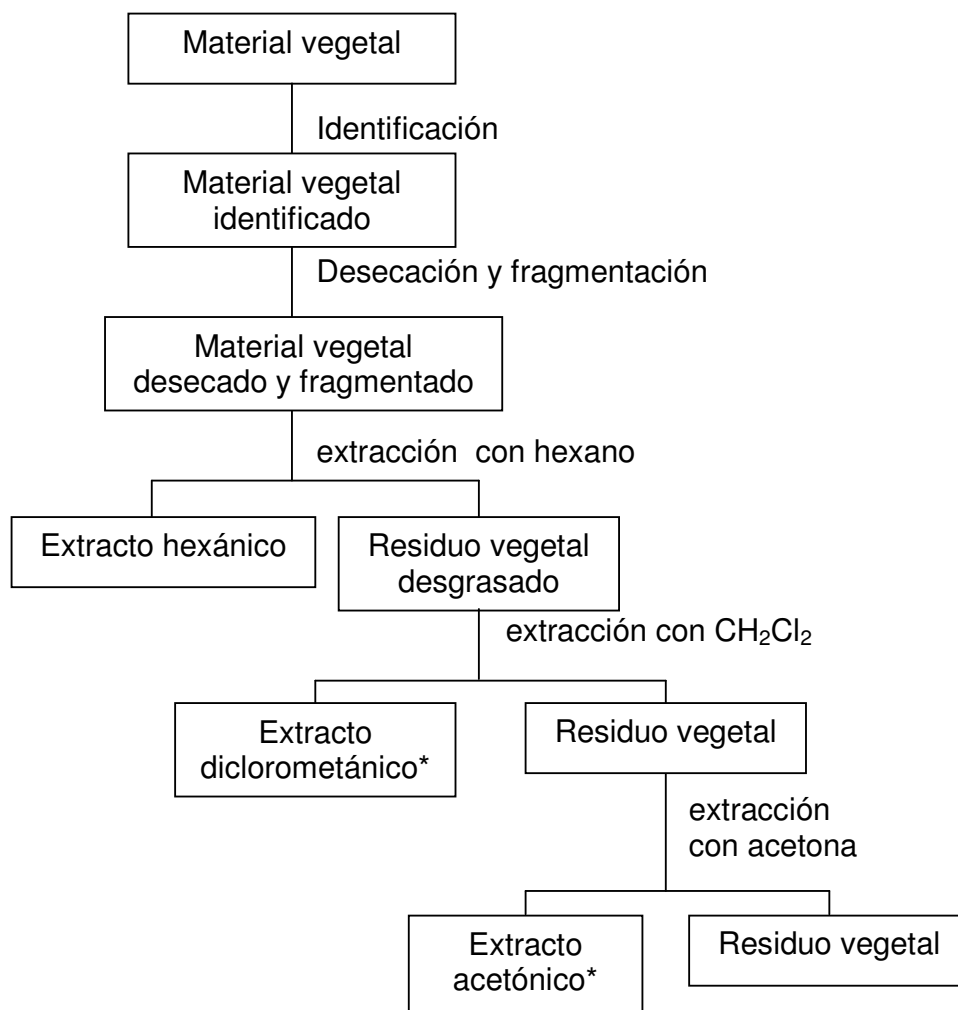 Material vegetal
Identificación
Material vegetal
identificado
Desecación y fragmentación
Material vegetal
desecado y fragmentado
extracción con hexano
Extracto hexánico
Residuo vegetal
desgrasado
extracción con CH₂Cl₂
Extracto
diclorometánico*
Residuo vegetal
extracción
con acetona
Extracto
acetónico*
Residuo vegetal